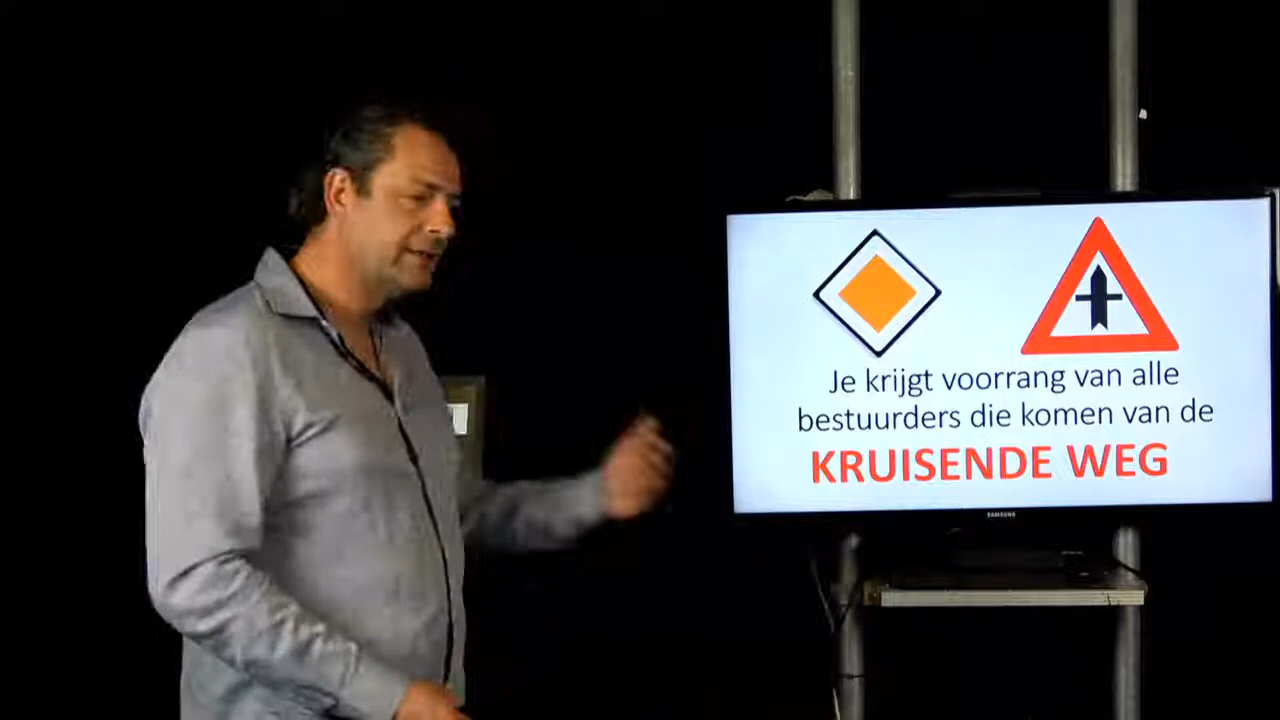 Je krijgt voorrang van alle
bestuurders die komen van de
KRUISENDE WEG
SAMSUNG